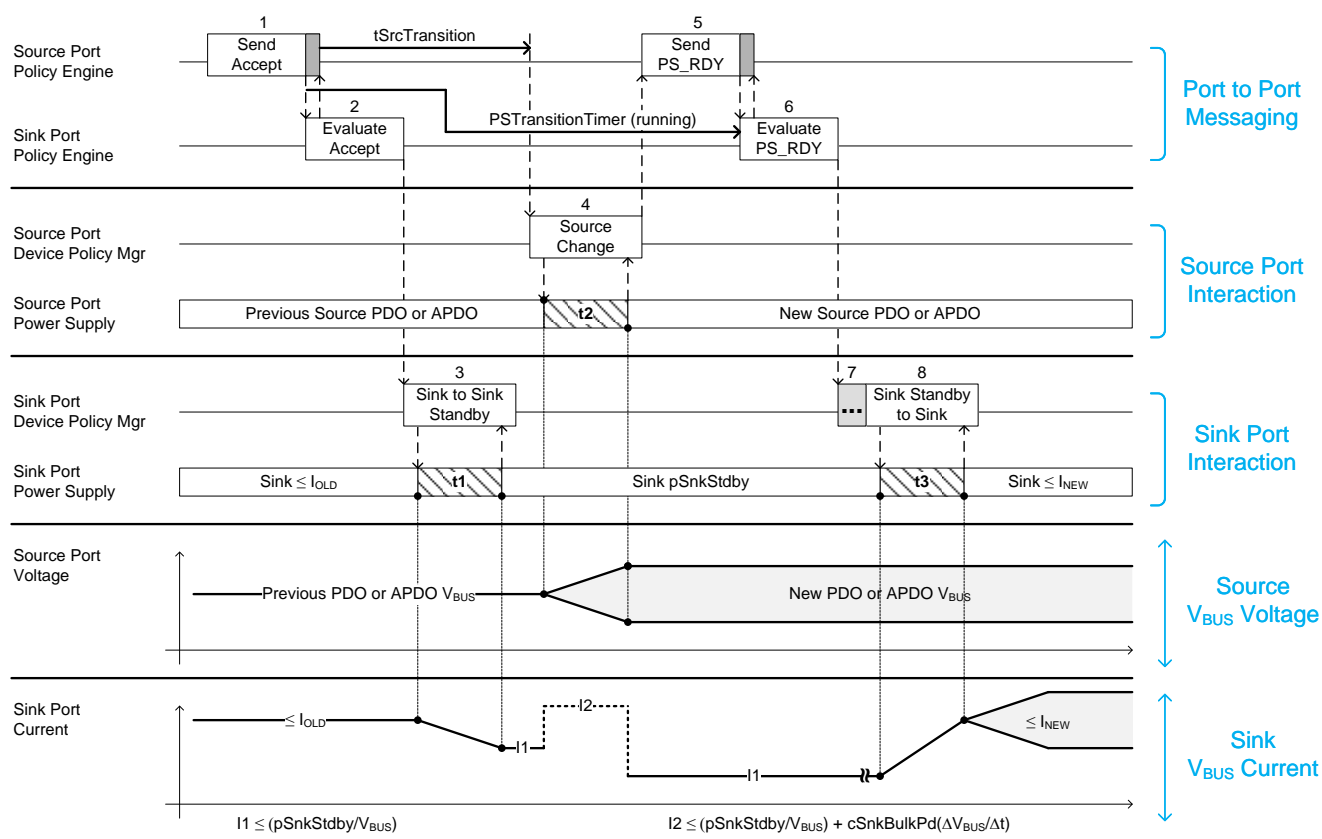 1
5
Source Port
Policy Engine
Send
Accept
tSrcTransition
Send
PS_RDY
2
6
Sink Port
Policy Engine
Evaluate
Accept
PSTransitionTimer (running)
Evaluate
PS_RDY
Port to Port
Messaging
4
Source Port
Device Policy Mgr
Source
Change
Source Port
Power Supply
Previous Source PDO or APDO
t2
New Source PDO or APDO
Source Port
Interaction
3
7
8
Sink Port
Device Policy Mgr
Sink to Sink
Standby
...
Sink Standby
to Sink
Sink Port
Power Supply
Sink ≤ IOLD
t1
Sink pSnkStdby
t3
Sink ≤ INEW
Sink Port
Interaction
Source Port
Voltage
Previous PDO or APDO VBUS
New PDO or APDO VBUS
Source
VBUS Voltage
Sink Port
Current
≤ IOLD
I1
I2
I1
≤ INEW
Sink
VBUS Current
I1 ≤ (pSnkStdby/VBUS)
I2 ≤ (pSnkStdby/VBUS) + cSnkBulkPd(ΔVBUS/Δt)